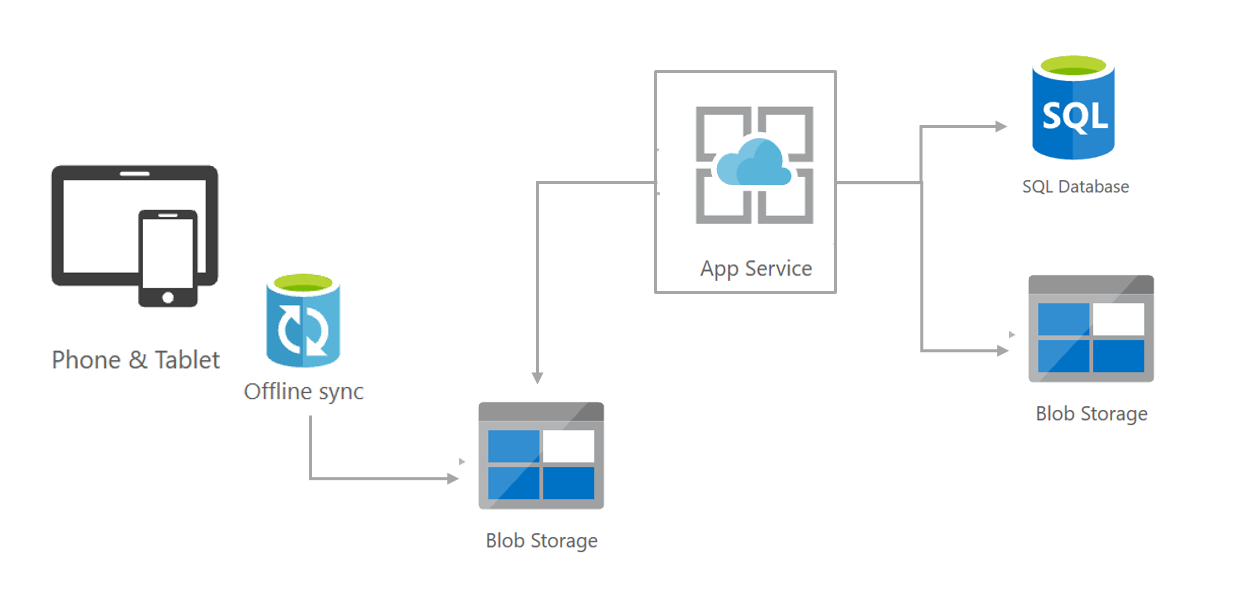 SQL
SQL Database
App Service
Phone & Tablet
Offline sync
Blob Storage
Blob Storage